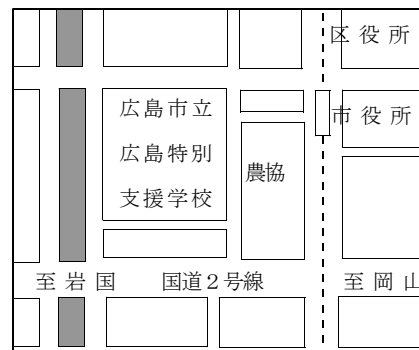 区役所
市役所
広島市立
広島特別
支援学校
農協
至岩国 国道２号線 至岡山